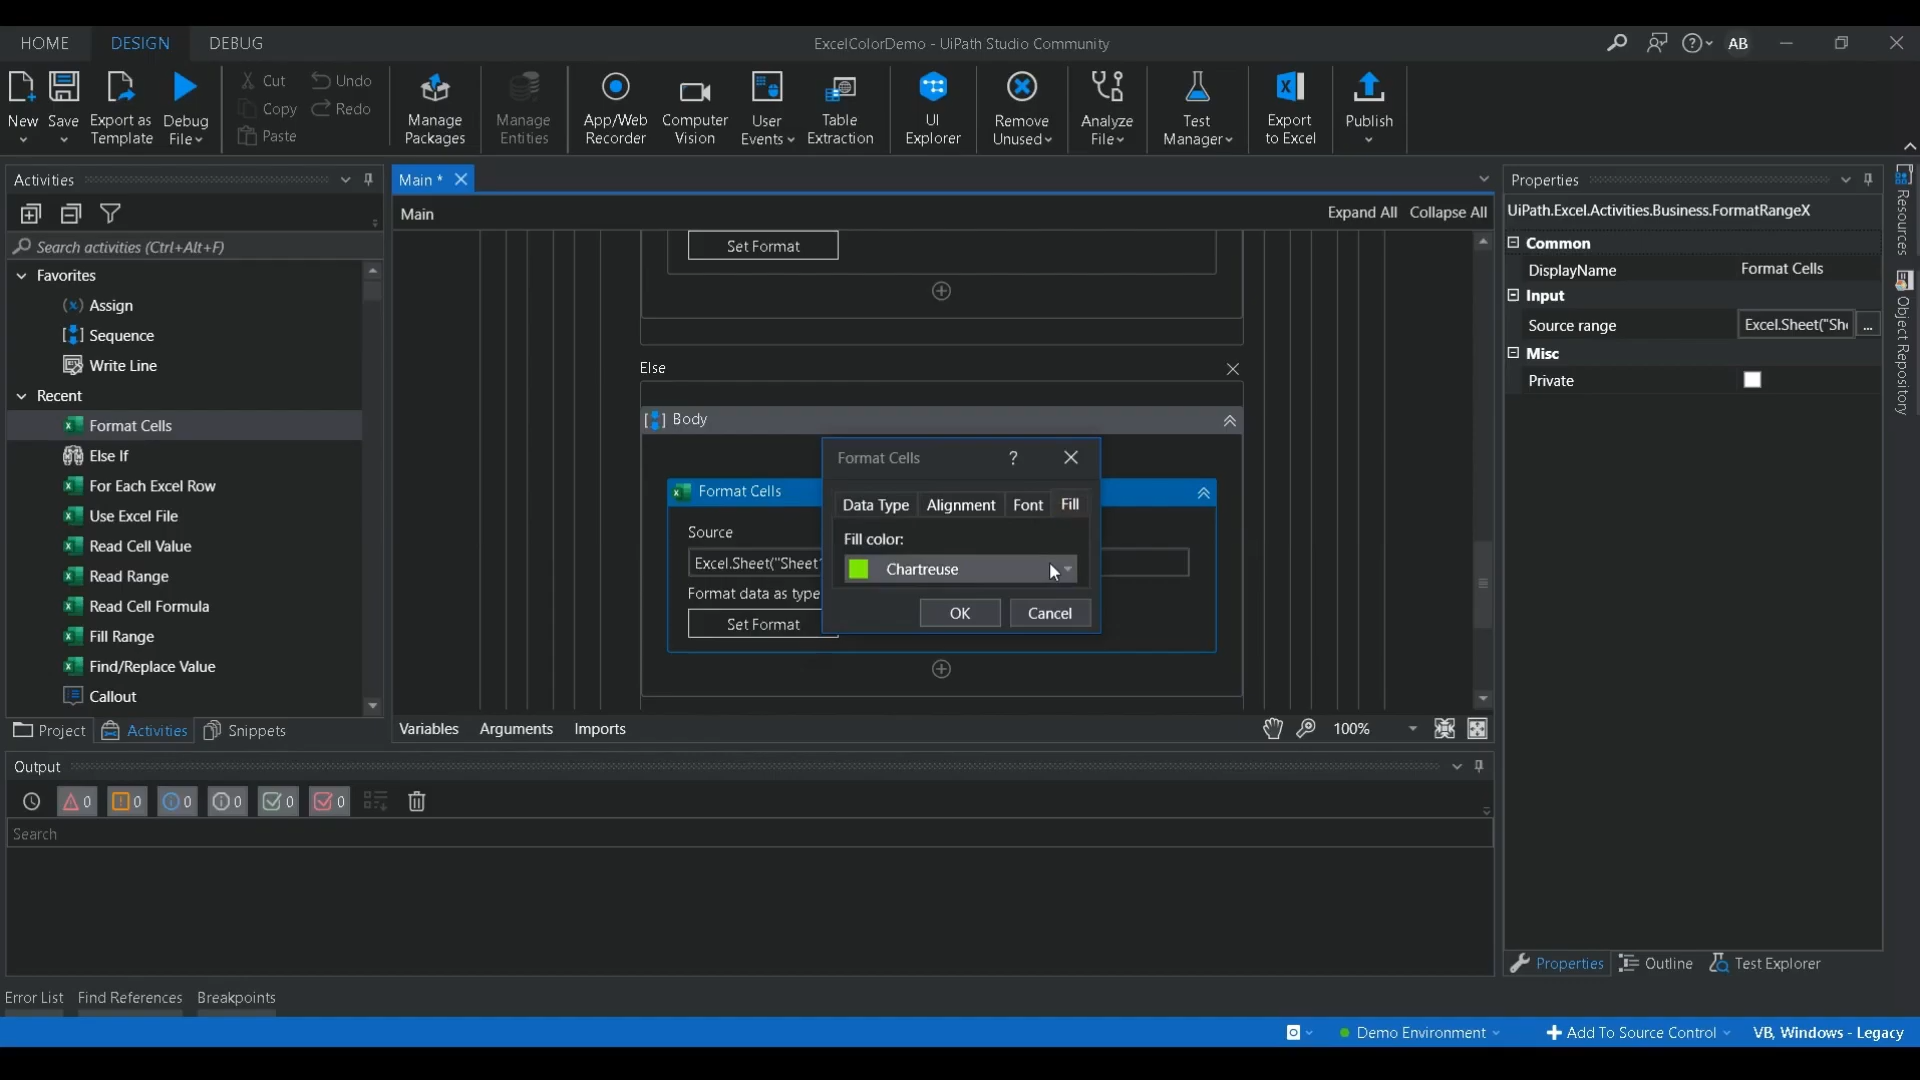 HOME DESIGN DEBUG
ExcelColorDemo - UiPath Studio Community
AB
New
Save
Export as Template
Debug File
Cut
Copy
Paste
Undo
Redo
Manage Packages
Manage Entities
App/Web Recorder
Computer Vision
User Events
Table Extraction
UI Explorer
Remove Unused
Analyze File
Test Manager
Export to Excel
Publish
Activities
Search activities (Ctrl+Alt+F)
Favorites
Assign
Sequence
Write Line
Recent
Format Cells
Else If
For Each Excel Row
Use Excel File
Read Cell Value
Read Range
Read Cell Formula
Fill Range
Find/Replace Value
Callout
Project Activities Snippets
Main *
Main
Expand All Collapse All
Set Format
Else
Body
Format Cells
Source
Excel.Sheet("Sheet
Format data as type
Set Format
Format Cells ?
Data Type Alignment Font Fill
Fill color:
Chartreuse
OK Cancel
Variables Arguments Imports
100%
Properties
UiPath.Excel.Activities.Business.FormatRangeX
Common
DisplayName Format Cells
Input
Source range Excel.Sheet("Sh ...
Misc
Private
Resources
Object Repository
Output
0 0 0 0 0 0
Search
Properties Outline Test Explorer
Error List Find References Breakpoints
Demo Environment
Add To Source Control
VB, Windows - Legacy